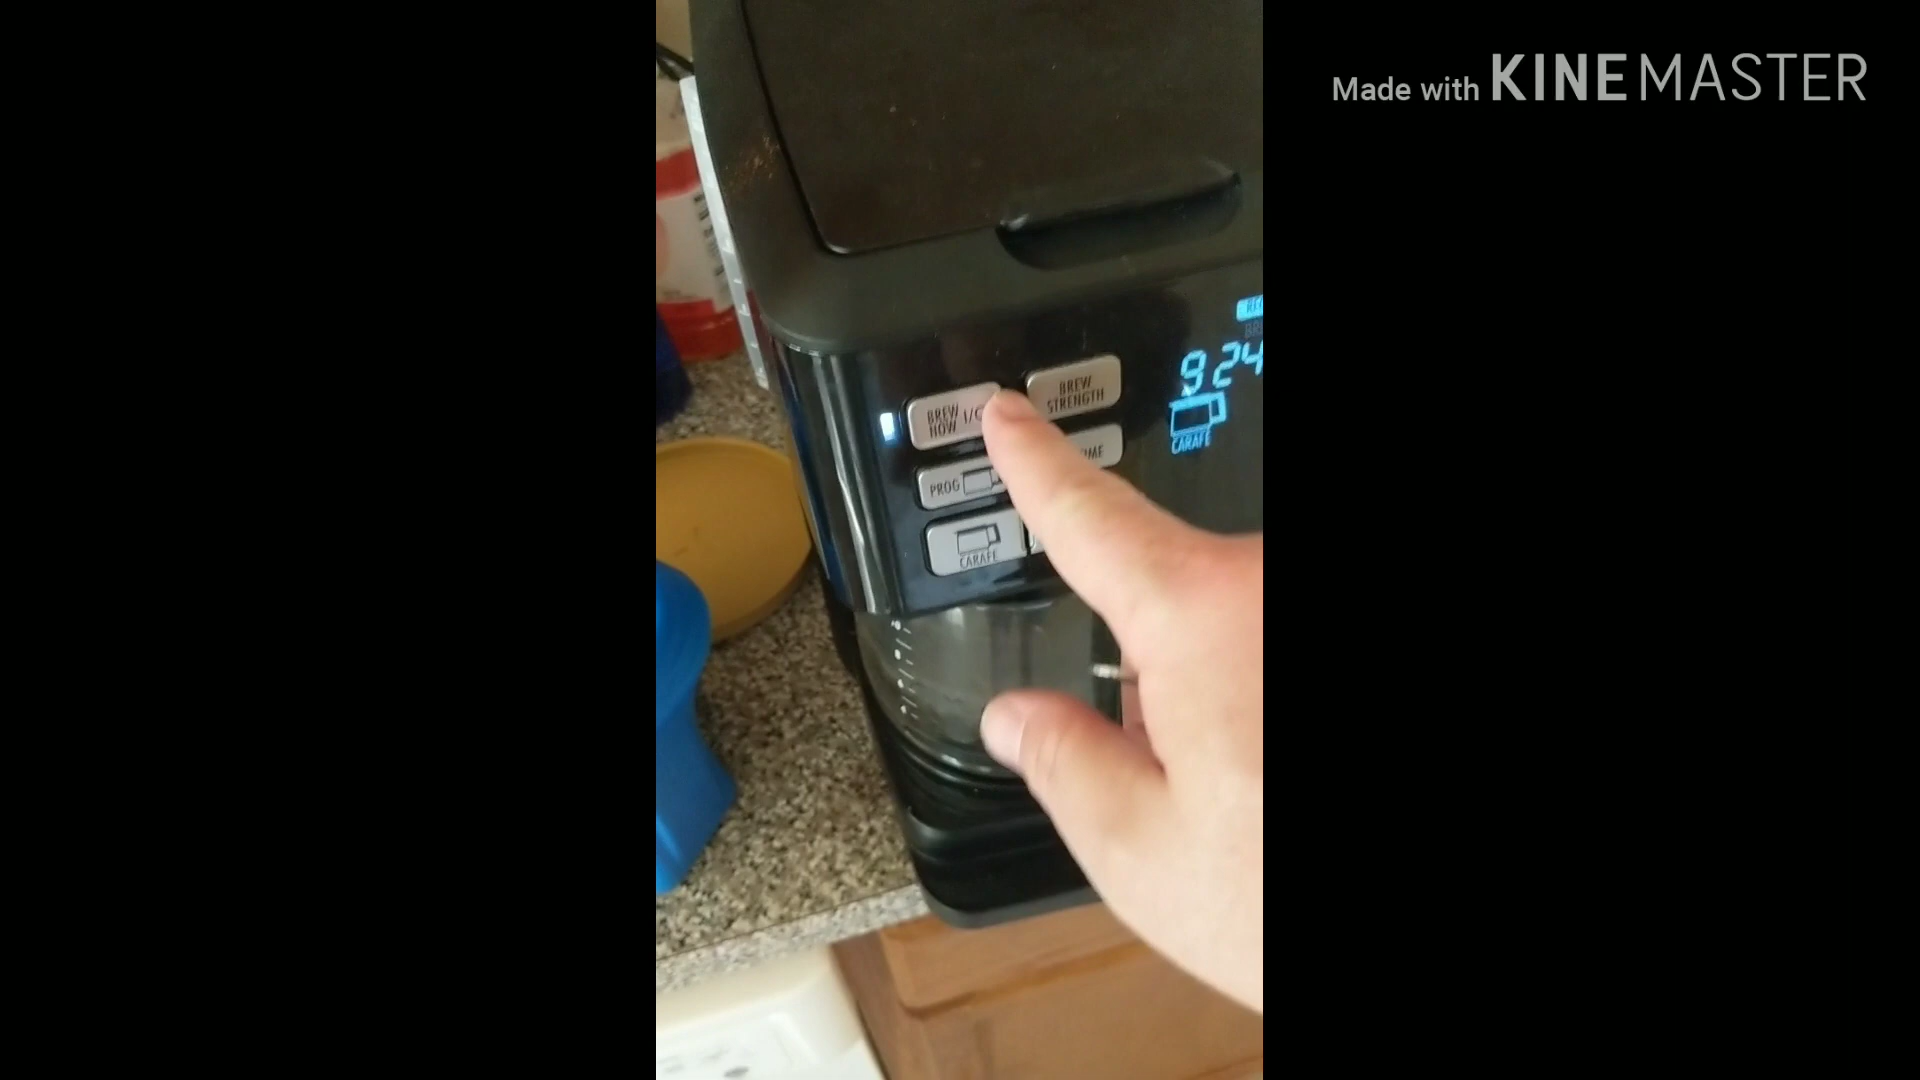 Made with KINEMASTER
9:24
CARAFE
BREW
STRENGTH
BREW
NOW
PROG
CARAFE